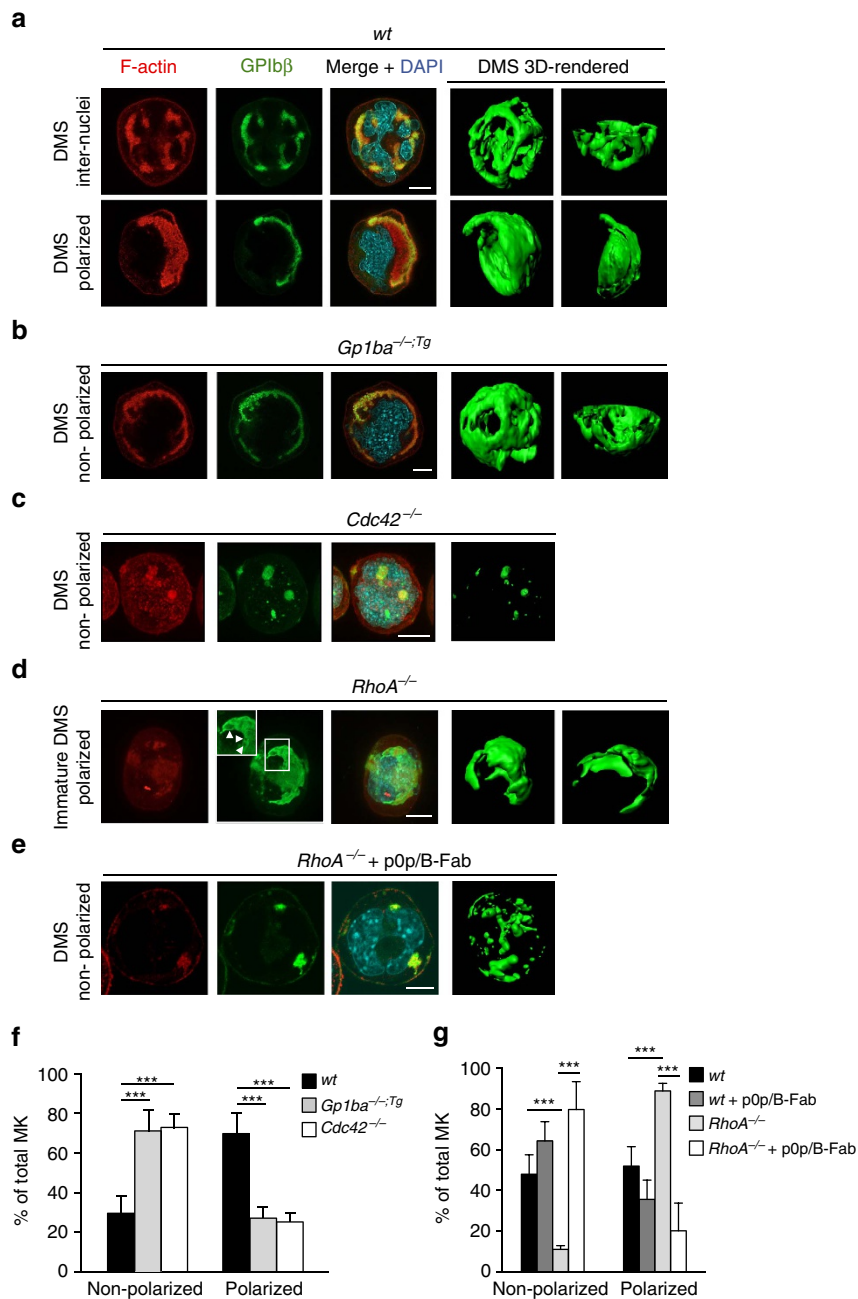 a
wt
F-actin GPIbβ Merge + DAPI DMS 3D-rendered
DMS
inter-nuclei
DMS
polarized
b
Gp1ba−/−;Tg
DMS
non- polarized
c
Cdc42−/−
DMS
non- polarized
d
RhoA−/−
Immature DMS
polarized
e
RhoA−/− + p0p/B-Fab
DMS
non- polarized
f
% of total MK
100
80
60
40
20
0
*** ***
*** ***
Non-polarized Polarized
wt
Gp1ba−/−;Tg
Cdc42−/−
g
% of total MK
100
80
60
40
20
0
*** ***
*** ***
Non-polarized Polarized
wt
wt + p0p/B-Fab
RhoA−/−
RhoA−/− + p0p/B-Fab